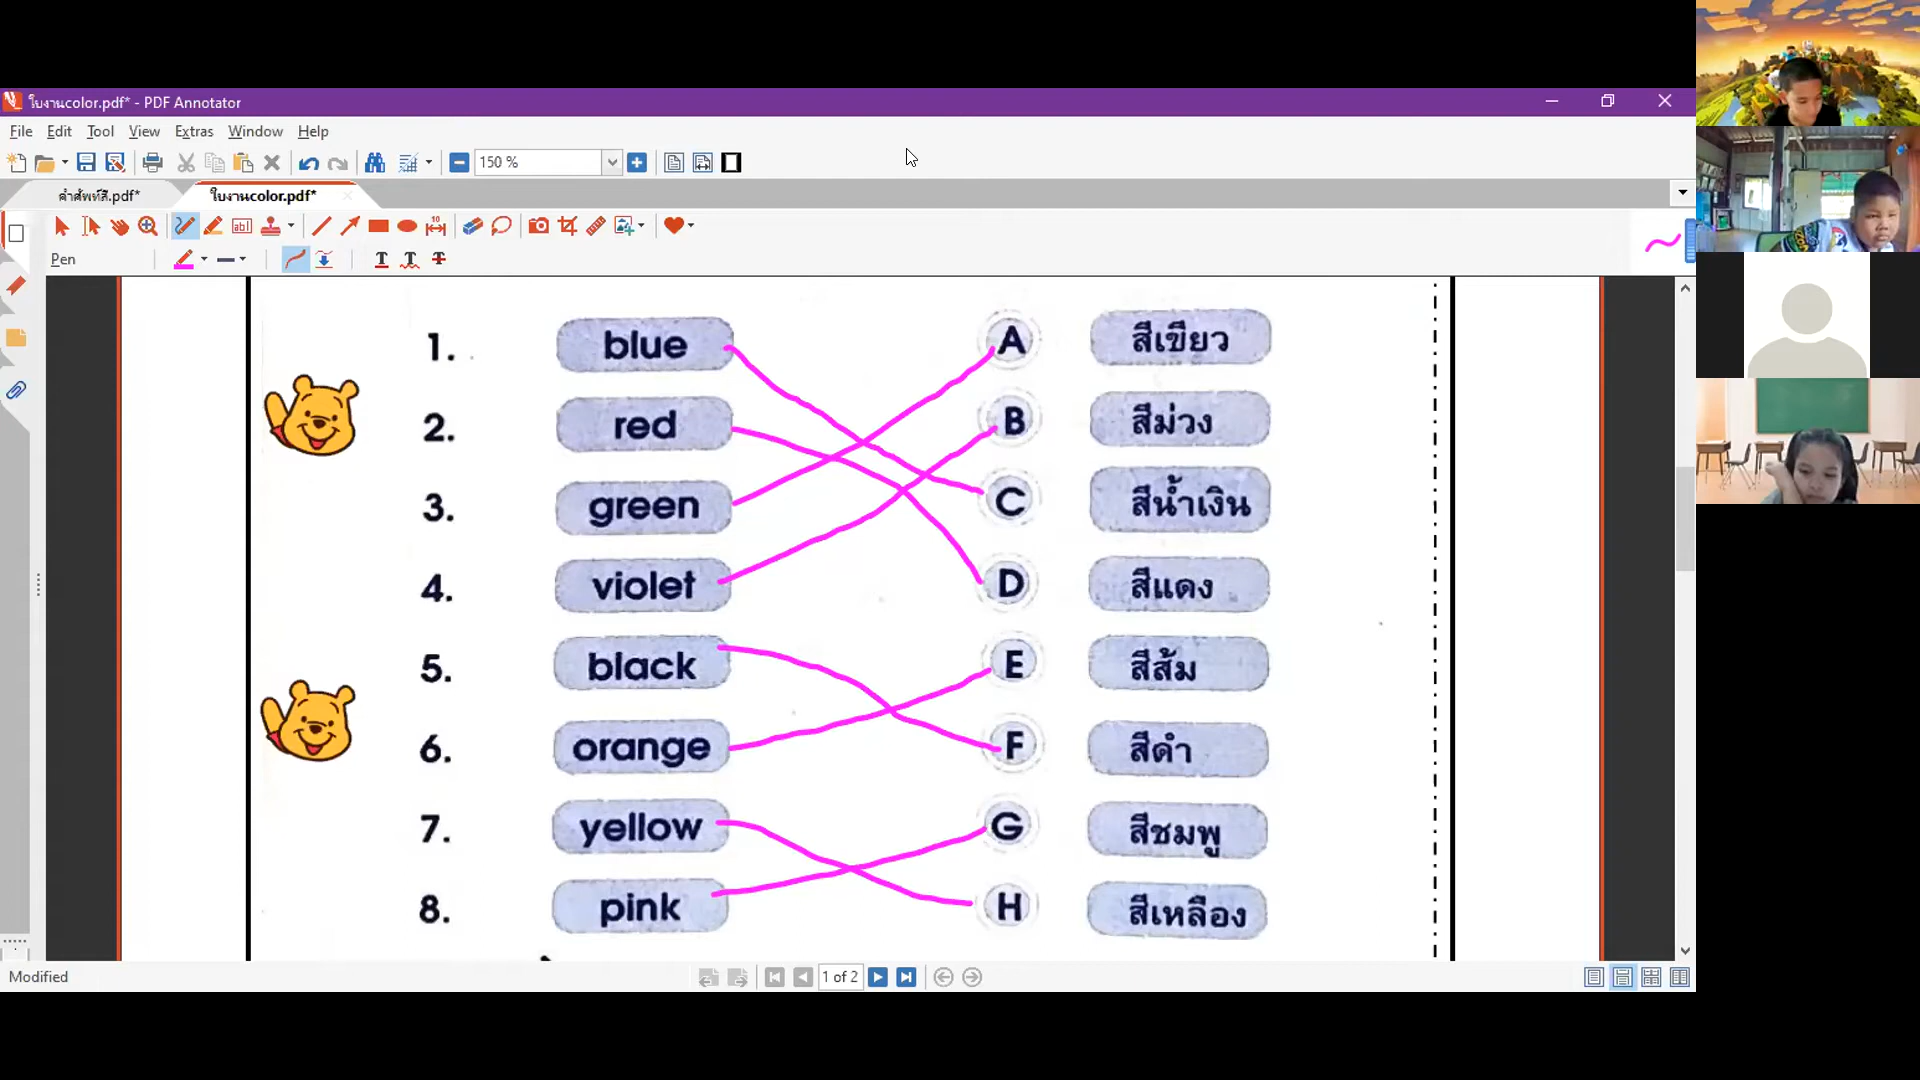 ใบงานcolor.pdf* - PDF Annotator
File Edit Tool View Extras Window Help
150 %
คำศัพท์สี.pdf* ใบงานcolor.pdf*
Pen
1. blue A สีเขียว
2. red B สีม่วง
3. green C สีน้ำเงิน
4. violet D สีแดง
5. black E สีส้ม
6. orange F สีดำ
7. yellow G สีชมพู
8. pink H สีเหลือง
Modified 1 of 2